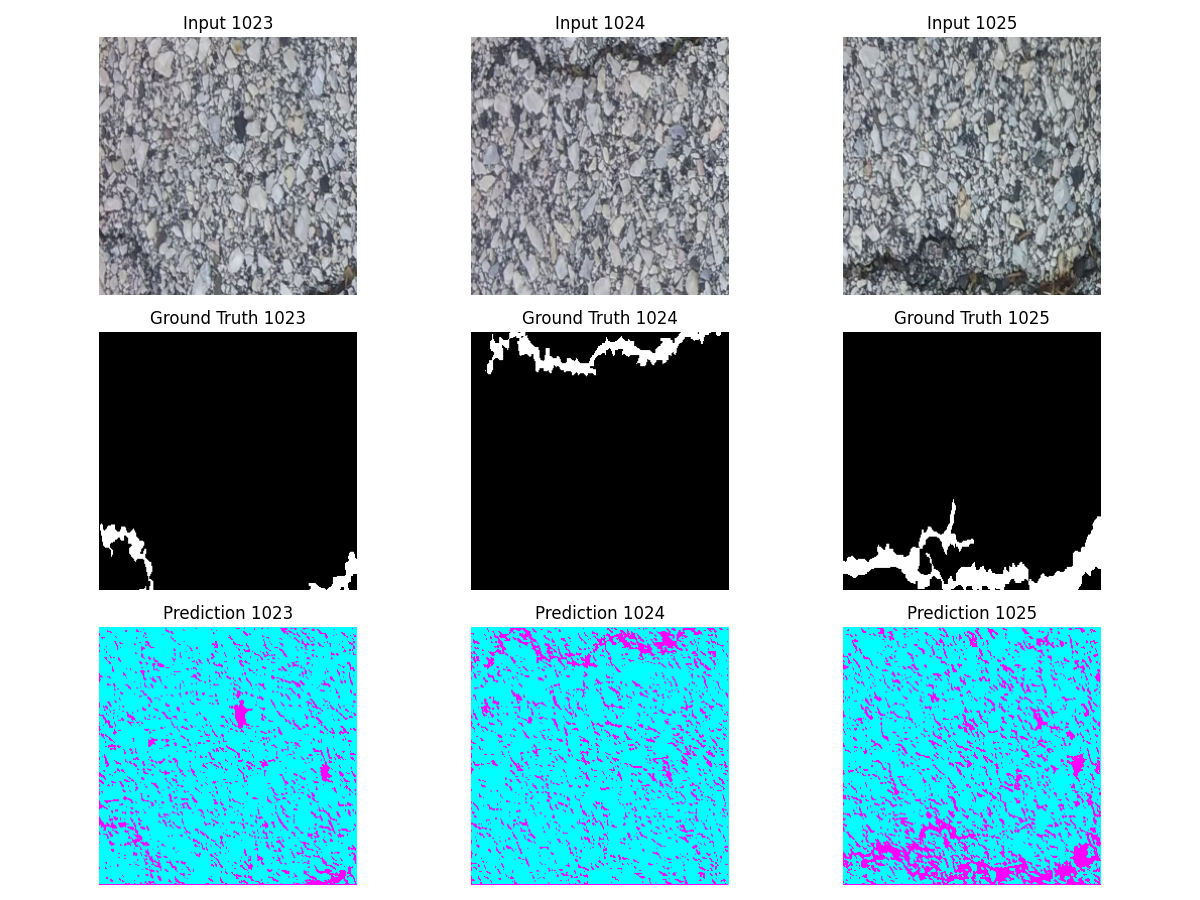 Input 1023
Input 1024
Input 1025
Ground Truth 1023
Ground Truth 1024
Ground Truth 1025
Prediction 1023
Prediction 1024
Prediction 1025